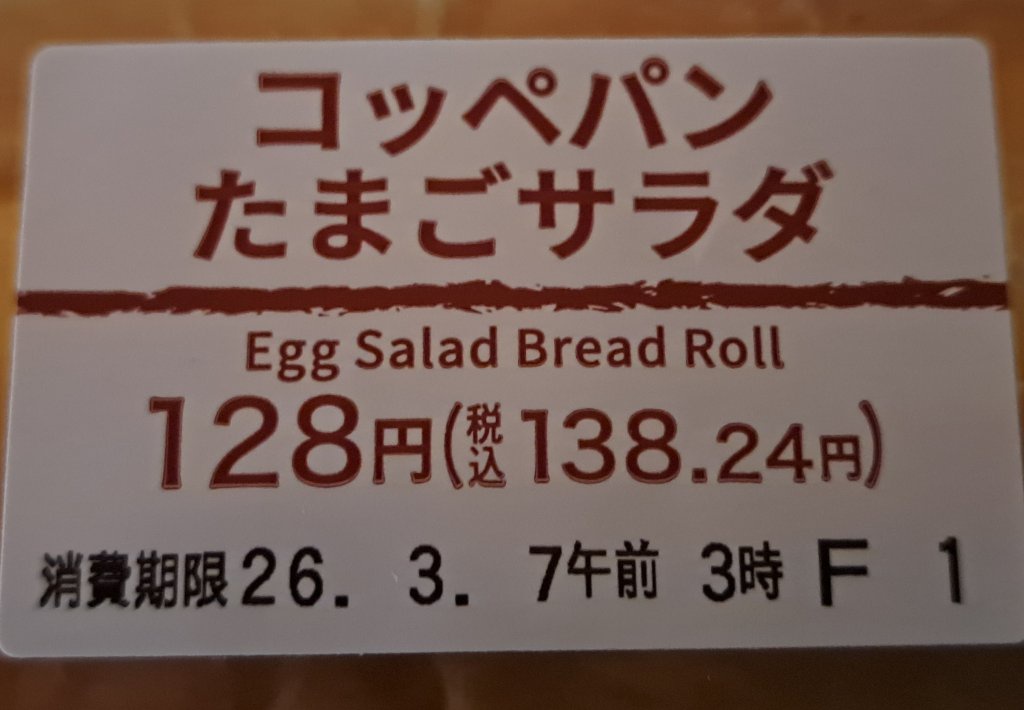 コッペパン
たまごサラダ
Egg Salad Bread Roll
128円(税込138.24円)
消費期限26. 3. 7午前 3時 F 1